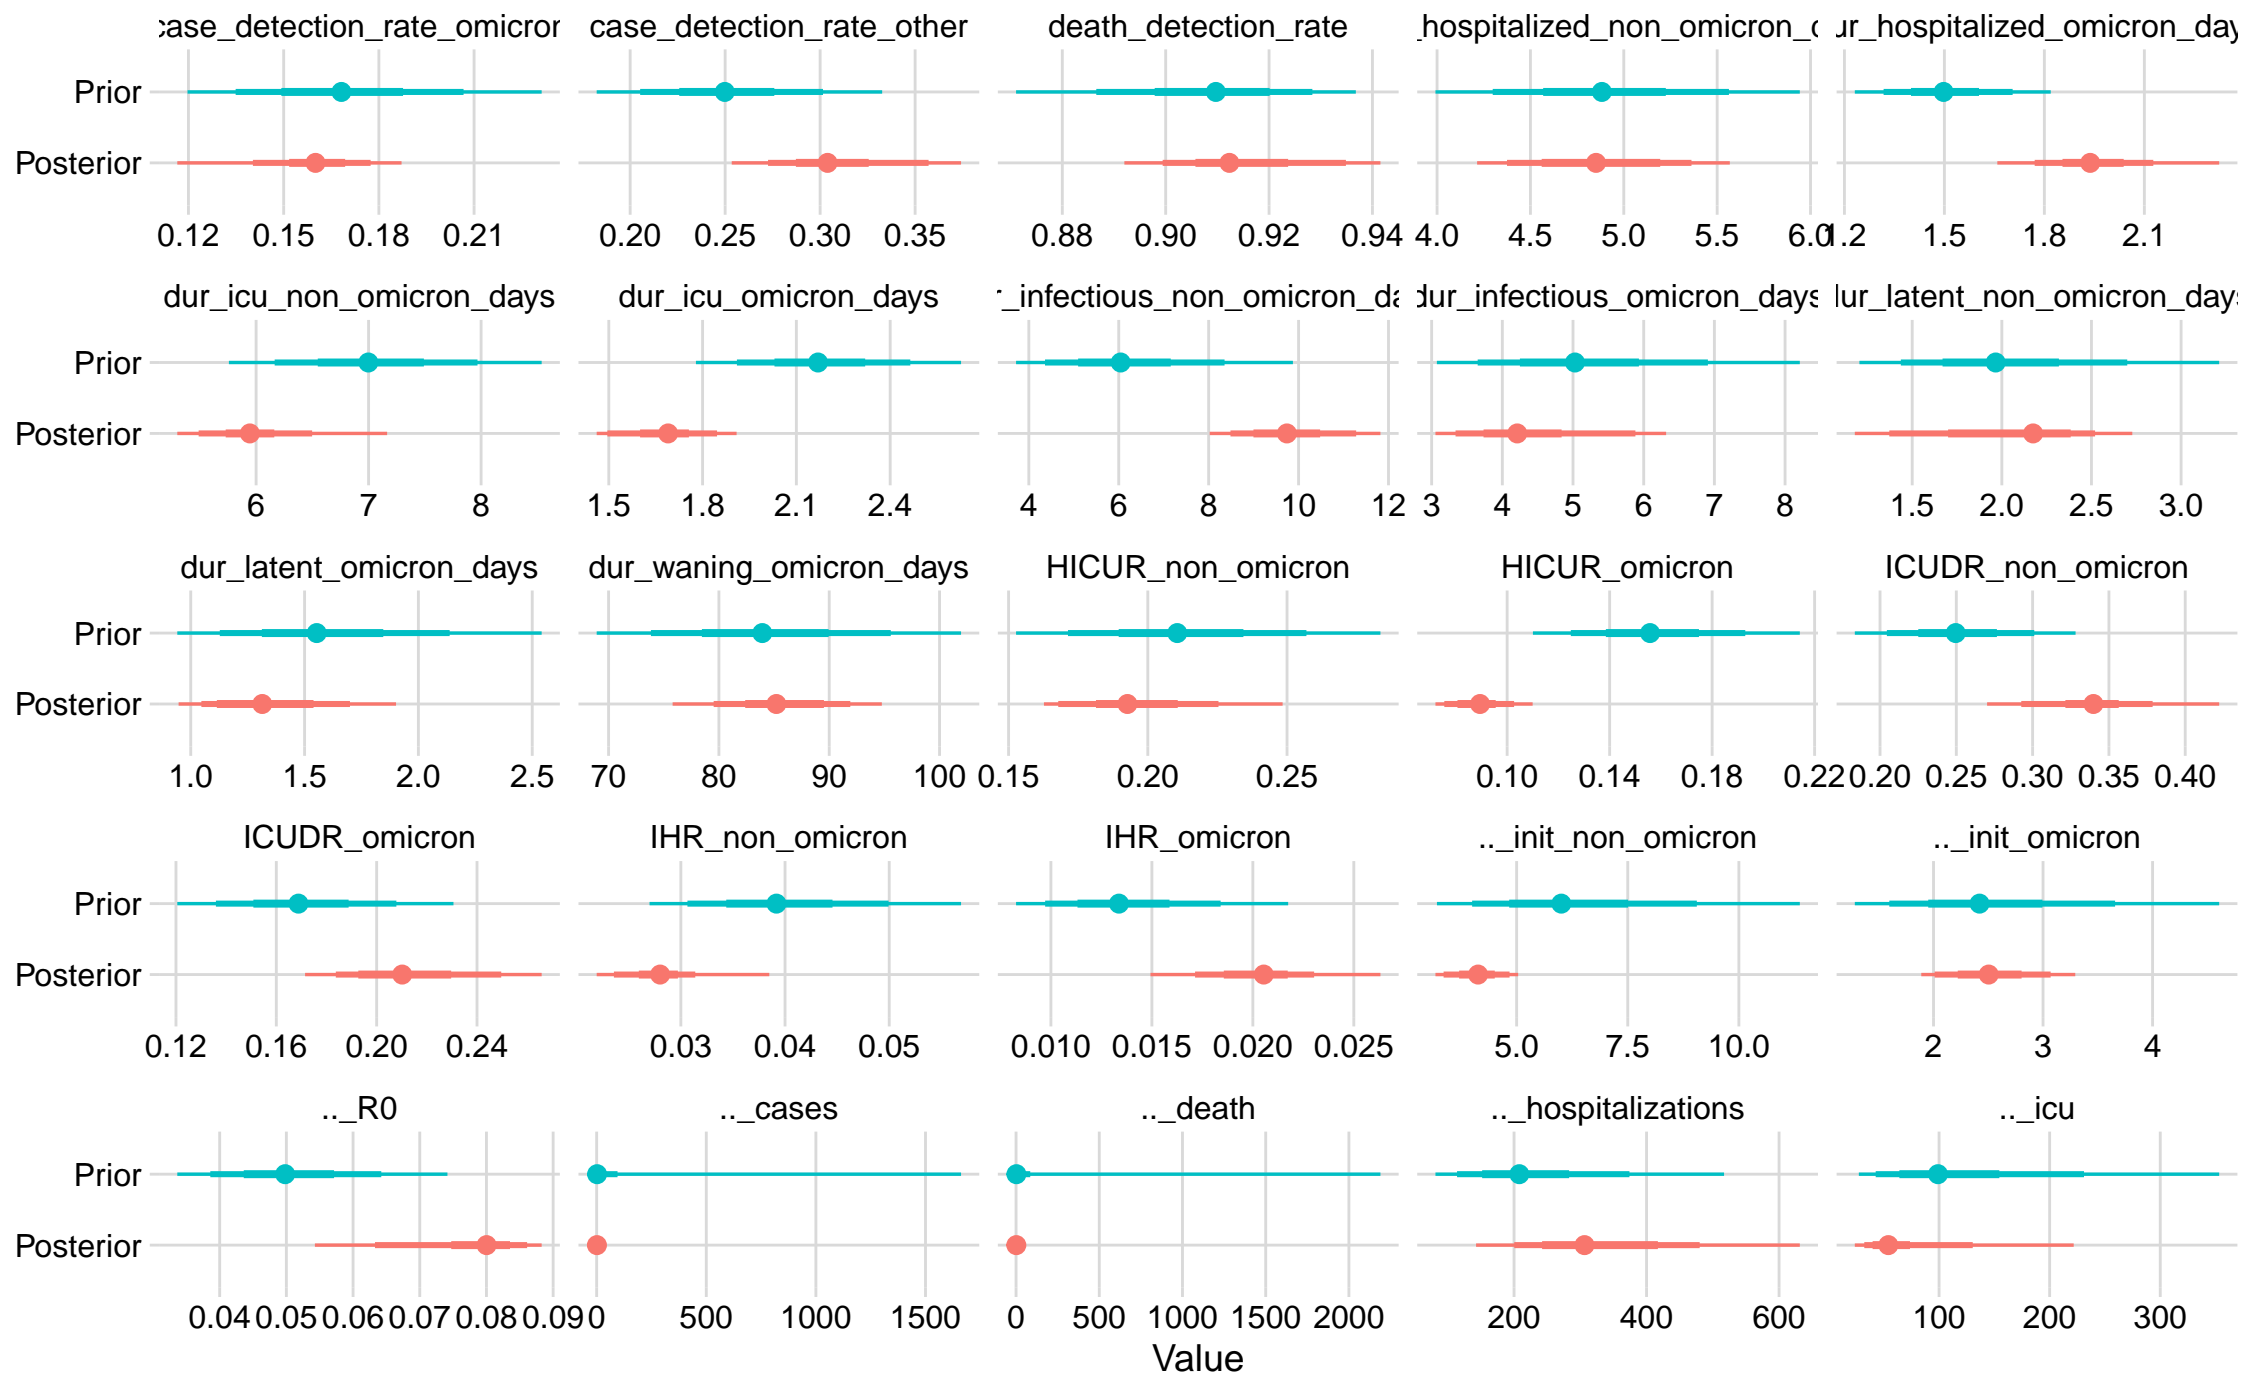 case_detection_rate_omicron case_detection_rate_other death_detection_rate _hospitalized_non_omicron_ ur_hospitalized_omicron_day
Prior
Posterior
0.12 0.15 0.18 0.21 0.20 0.25 0.30 0.35 0.88 0.90 0.92 0.94 4.0 4.5 5.0 5.5 6.0 1.2 1.5 1.8 2.1
dur_icu_non_omicron_days dur_icu_omicron_days r_infectious_non_omicron_da dur_infectious_omicron_days dur_latent_non_omicron_days
Prior
Posterior
6 7 8 1.5 1.8 2.1 2.4 4 6 8 10 12 3 4 5 6 7 8 1.5 2.0 2.5 3.0
dur_latent_omicron_days dur_waning_omicron_days HICUR_non_omicron HICUR_omicron ICUDR_non_omicron
Prior
Posterior
1.0 1.5 2.0 2.5 70 80 90 100 0.15 0.20 0.25 0.10 0.14 0.18 0.22 0.20 0.25 0.30 0.35 0.40
ICUDR_omicron IHR_non_omicron IHR_omicron .._init_non_omicron .._init_omicron
Prior
Posterior
0.12 0.16 0.20 0.24 0.03 0.04 0.05 0.010 0.015 0.020 0.025 5.0 7.5 10.0 2 3 4
.._R0 .._cases .._death .._hospitalizations .._icu
Prior
Posterior
0.04 0.05 0.06 0.07 0.08 0.09 0 500 1000 1500 0 500 1000 1500 2000 200 400 600 100 200 300
Value